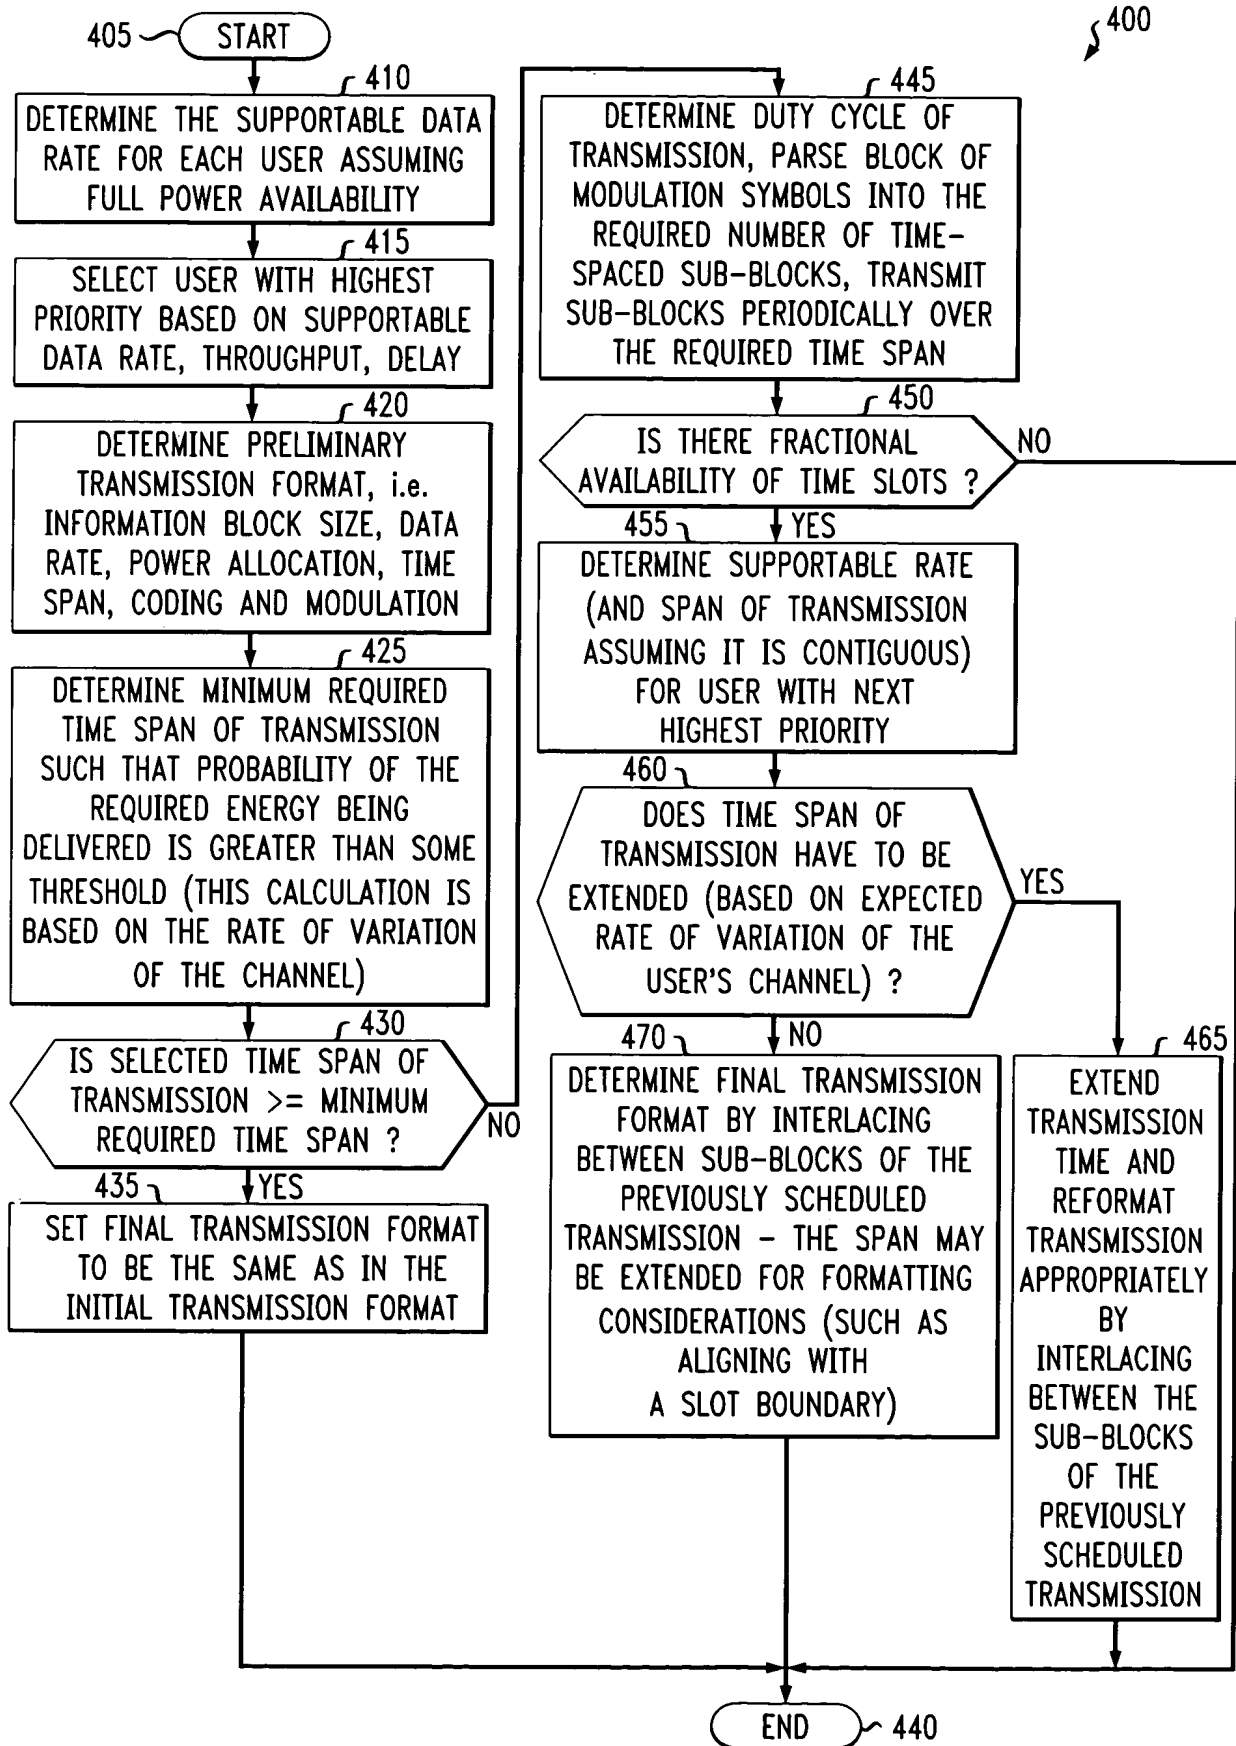 400
405
START
410
DETERMINE THE SUPPORTABLE DATA
RATE FOR EACH USER ASSUMING
FULL POWER AVAILABILITY
415
SELECT USER WITH HIGHEST
PRIORITY BASED ON SUPPORTABLE
DATA RATE, THROUGHPUT, DELAY
420
DETERMINE PRELIMINARY
TRANSMISSION FORMAT, i.e.
INFORMATION BLOCK SIZE, DATA
RATE, POWER ALLOCATION, TIME
SPAN, CODING AND MODULATION
425
DETERMINE MINIMUM REQUIRED
TIME SPAN OF TRANSMISSION
SUCH THAT PROBABILITY OF THE
REQUIRED ENERGY BEING
DELIVERED IS GREATER THAN SOME
THRESHOLD (THIS CALCULATION IS
BASED ON THE RATE OF VARIATION
OF THE CHANNEL)
430
IS SELECTED TIME SPAN OF
TRANSMISSION >= MINIMUM
REQUIRED TIME SPAN ?
NO
YES
435
SET FINAL TRANSMISSION FORMAT
TO BE THE SAME AS IN THE
INITIAL TRANSMISSION FORMAT
445
DETERMINE DUTY CYCLE OF
TRANSMISSION, PARSE BLOCK OF
MODULATION SYMBOLS INTO THE
REQUIRED NUMBER OF TIME-
SPACED SUB-BLOCKS, TRANSMIT
SUB-BLOCKS PERIODICALLY OVER
THE REQUIRED TIME SPAN
450
IS THERE FRACTIONAL
AVAILABILITY OF TIME SLOTS ?
NO
YES
455
DETERMINE SUPPORTABLE RATE
(AND SPAN OF TRANSMISSION
ASSUMING IT IS CONTIGUOUS)
FOR USER WITH NEXT
HIGHEST PRIORITY
460
DOES TIME SPAN OF
TRANSMISSION HAVE TO BE
EXTENDED (BASED ON EXPECTED
RATE OF VARIATION OF THE
USER'S CHANNEL) ?
YES
NO
470
DETERMINE FINAL TRANSMISSION
FORMAT BY INTERLACING
BETWEEN SUB-BLOCKS OF THE
PREVIOUSLY SCHEDULED
TRANSMISSION - THE SPAN MAY
BE EXTENDED FOR FORMATTING
CONSIDERATIONS (SUCH AS
ALIGNING WITH
A SLOT BOUNDARY)
465
EXTEND
TRANSMISSION
TIME AND
REFORMAT
TRANSMISSION
APPROPRIATELY
BY
INTERLACING
BETWEEN THE
SUB-BLOCKS
OF THE
PREVIOUSLY
SCHEDULED
TRANSMISSION
END
440